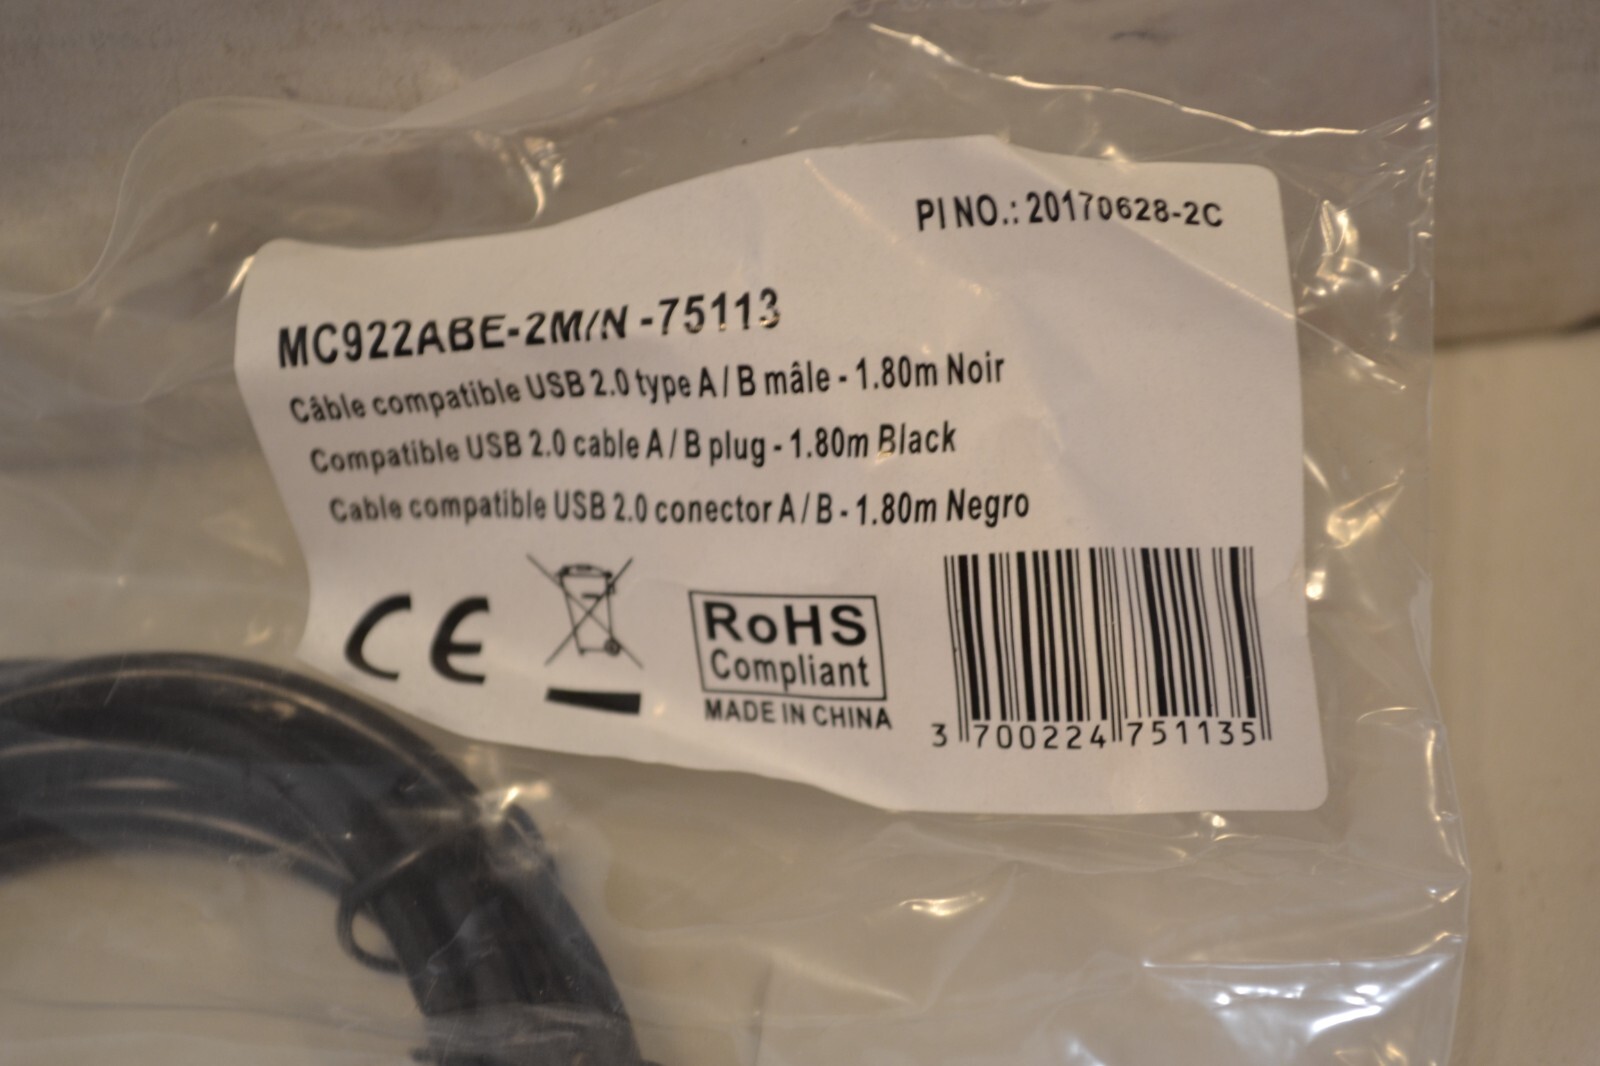 PI NO.: 20170628-2C
MC922ABE-2M/N -75113
Câble compatible USB 2.0 type A / B mâle - 1.80m Noir
Compatible USB 2.0 cable A / B plug - 1.80m Black
Cable compatible USB 2.0 conector A / B - 1.80m Negro
CE
RoHS
Compliant
MADE IN CHINA
3 700224 751135